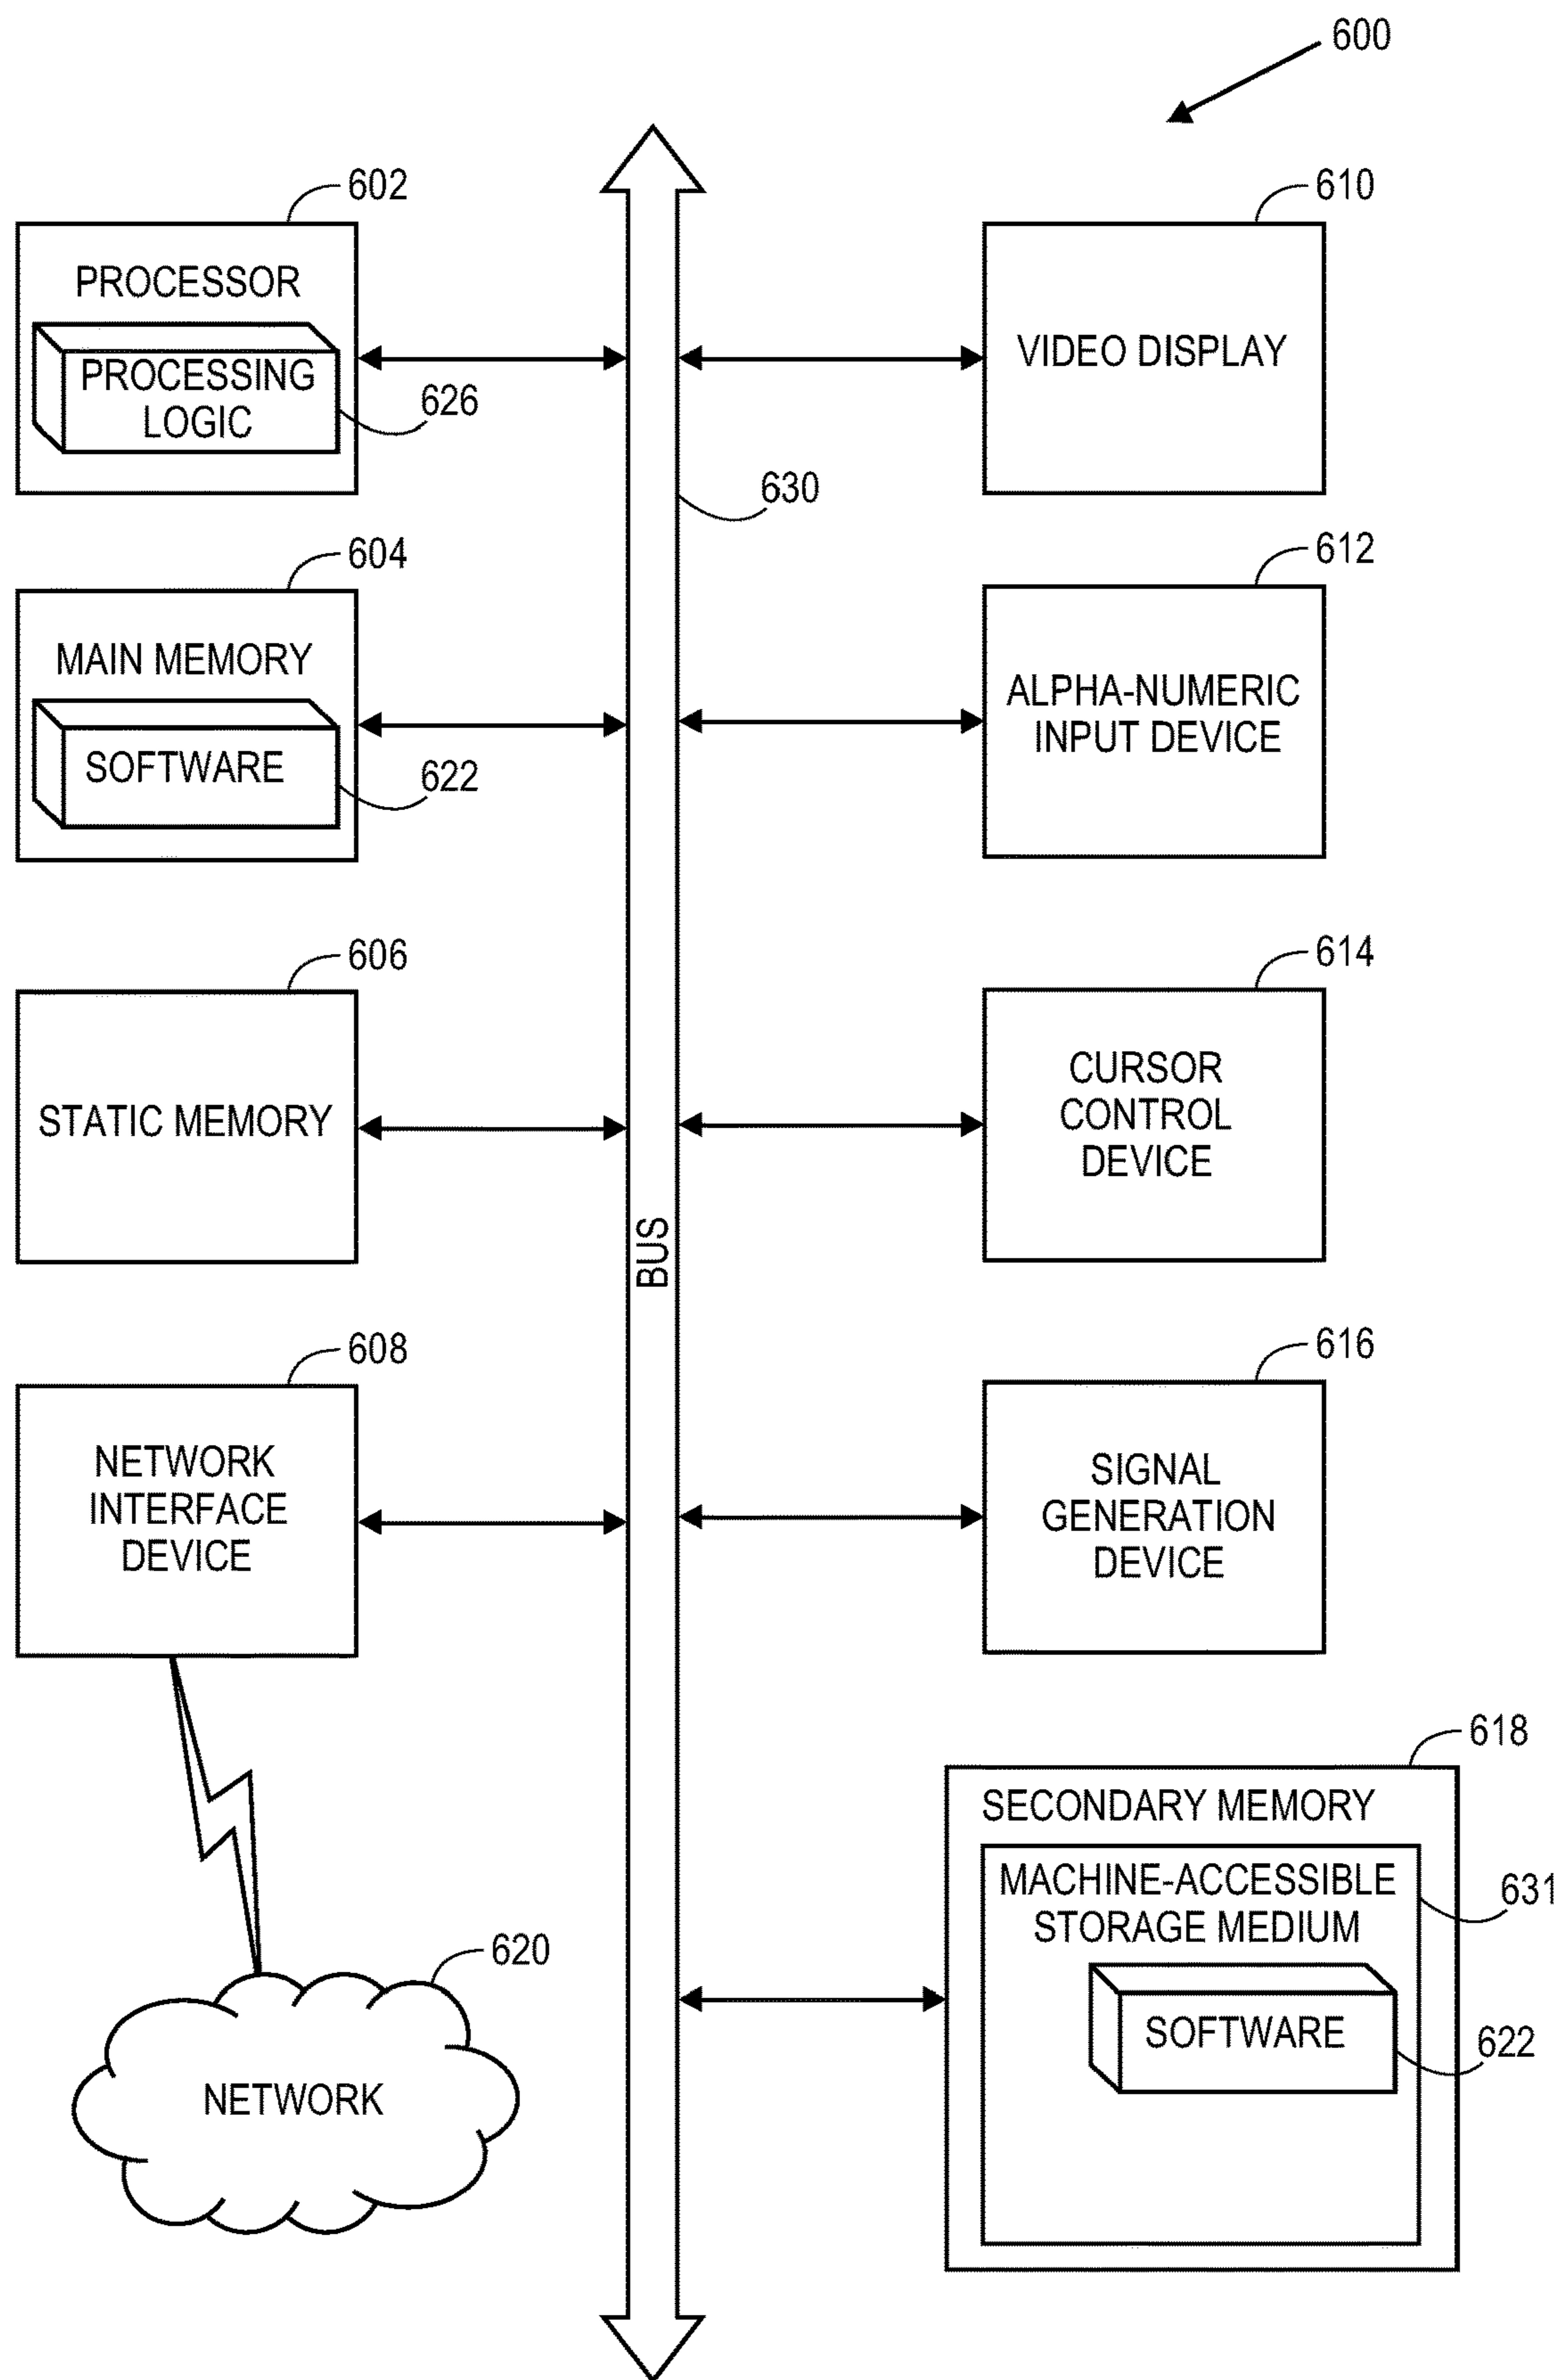 600
602
PROCESSOR
PROCESSING
LOGIC
626
610
VIDEO DISPLAY
630
604
MAIN MEMORY
SOFTWARE
622
612
ALPHA-NUMERIC
INPUT DEVICE
606
STATIC MEMORY
614
CURSOR
CONTROL
DEVICE
BUS
608
NETWORK
INTERFACE
DEVICE
616
SIGNAL
GENERATION
DEVICE
618
SECONDARY MEMORY
MACHINE-ACCESSIBLE
STORAGE MEDIUM
631
SOFTWARE
622
620
NETWORK